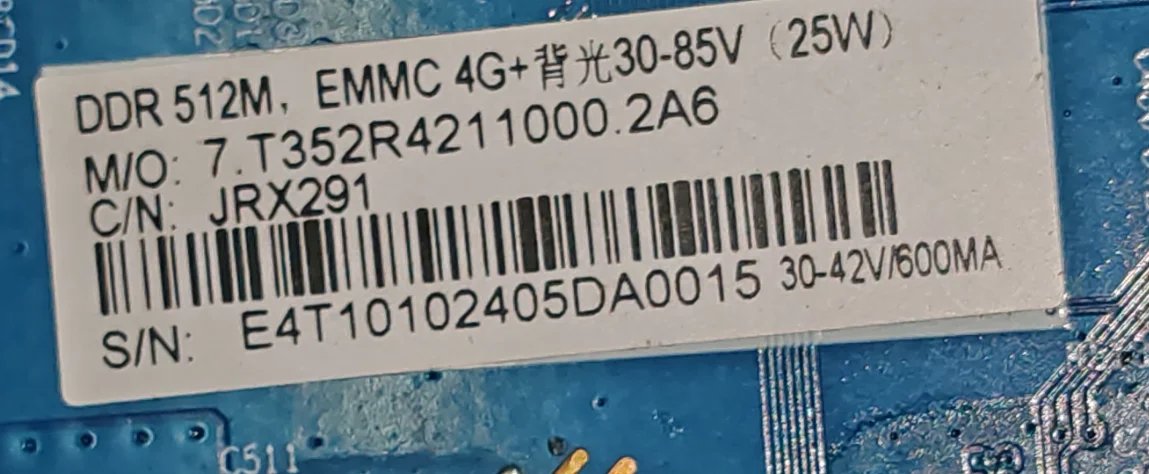 DDR 512M, EMMC 4G+背光30-85V（25W）
M/O: 7.T352R4211000.2A6
C/N: JRX291
S/N: E4T10102405DA0015 30-42V/600MA
C511